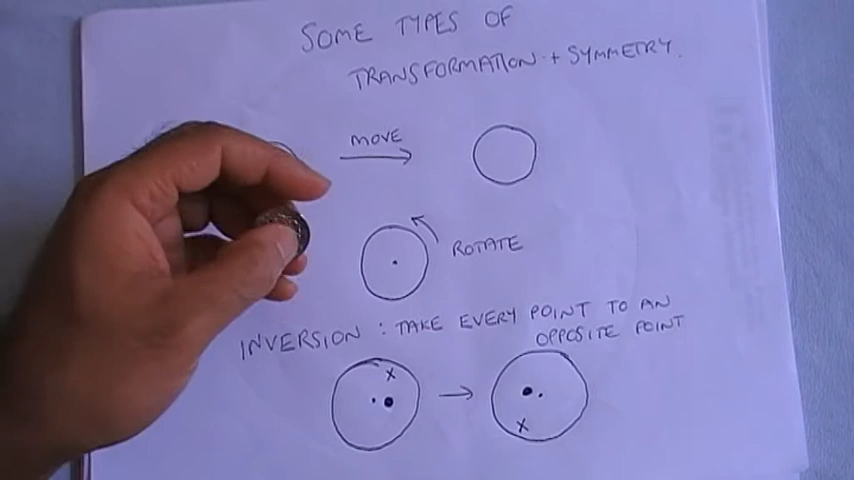 SOME TYPES OF
TRANSFORMATION + SYMMETRY.
MOVE
ROTATE
INVERSION : TAKE EVERY POINT TO AN
OPPOSITE POINT
x
x